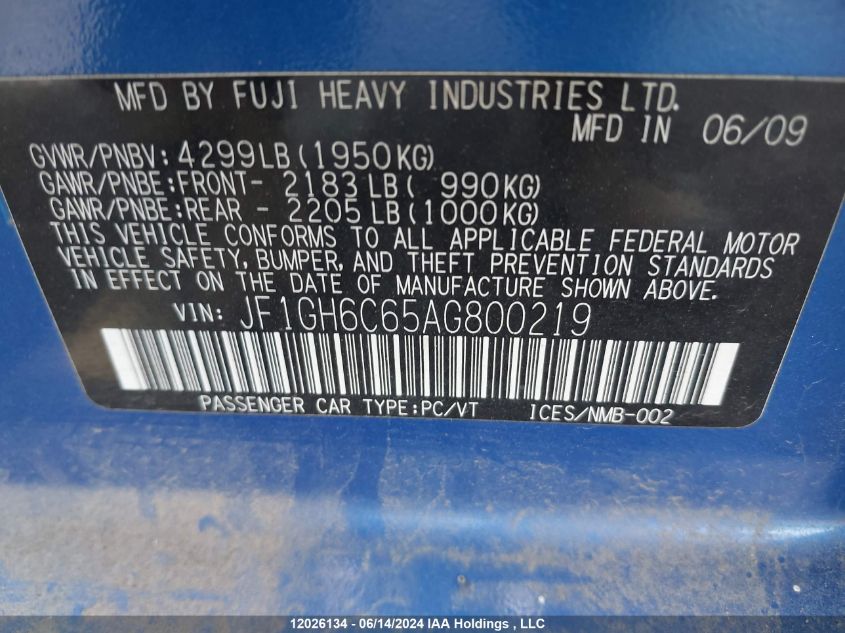 MFD BY FUJI HEAVY INDUSTRIES LTD.
MFD IN 06/09
GVWR/PNBV: 4299LB(1950KG)
GAWR/PNBE:FRONT- 2183LB( 990KG)
GAWR/PNBE:REAR - 2205LB(1000KG)
THIS VEHICLE CONFORMS TO ALL APPLICABLE FEDERAL MOTOR
VEHICLE SAFETY, BUMPER, AND THEFT PREVENTION STANDARDS
IN EFFECT ON THE DATE OF MANUFACTURE SHOWN ABOVE.
VIN: JF1GH6C65AG800219
PASSENGER CAR TYPE:PC/VT ICES/NMB-002
12026134 - 06/14/2024 IAA Holdings , LLC